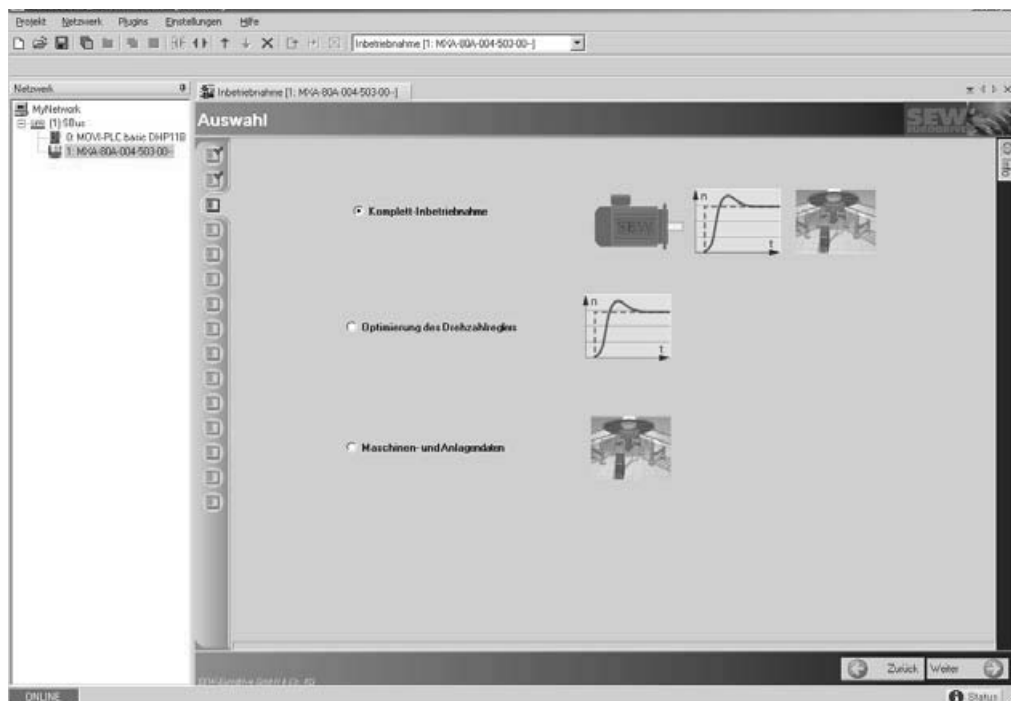 Projekt Netzwerk Plugins Einstellungen Hilfe
Inbetriebnahme [1: MXA-80A-004-503-00-]
Netzwerk
Inbetriebnahme [1: MXA-80A-004-503-00-]
MyNetwork
(1) SBus
0: MOVI-PLC basic DHP11B
1: MXA-80A-004-503-00-
Auswahl
SEW
Info
Komplett-Inbetriebnahme
SEW
n
t
Optimierung des Drehzahlreglers
n
t
Maschinen- und Anlagendaten
Zurück Weiter
ONLINE
Status